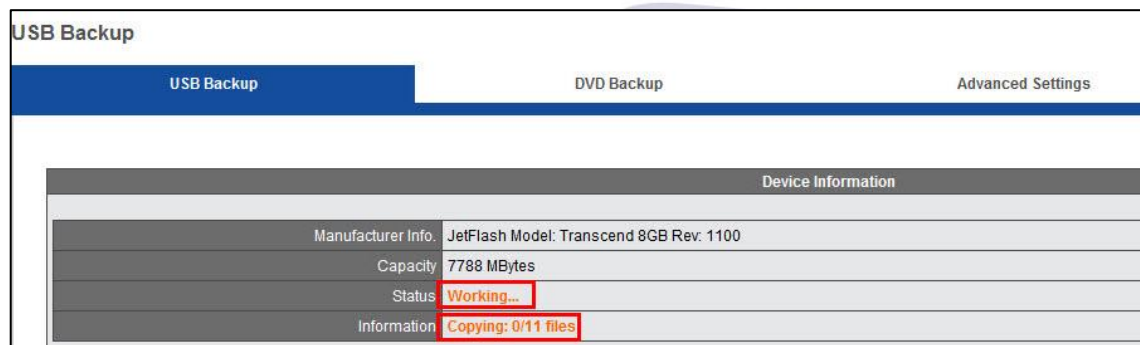 USB Backup
USB Backup DVD Backup Advanced Settings
Device Information
Manufacturer Info. JetFlash Model: Transcend 8GB Rev: 1100
Capacity 7788 MBytes
Status Working...
Information Copying: 0/11 files